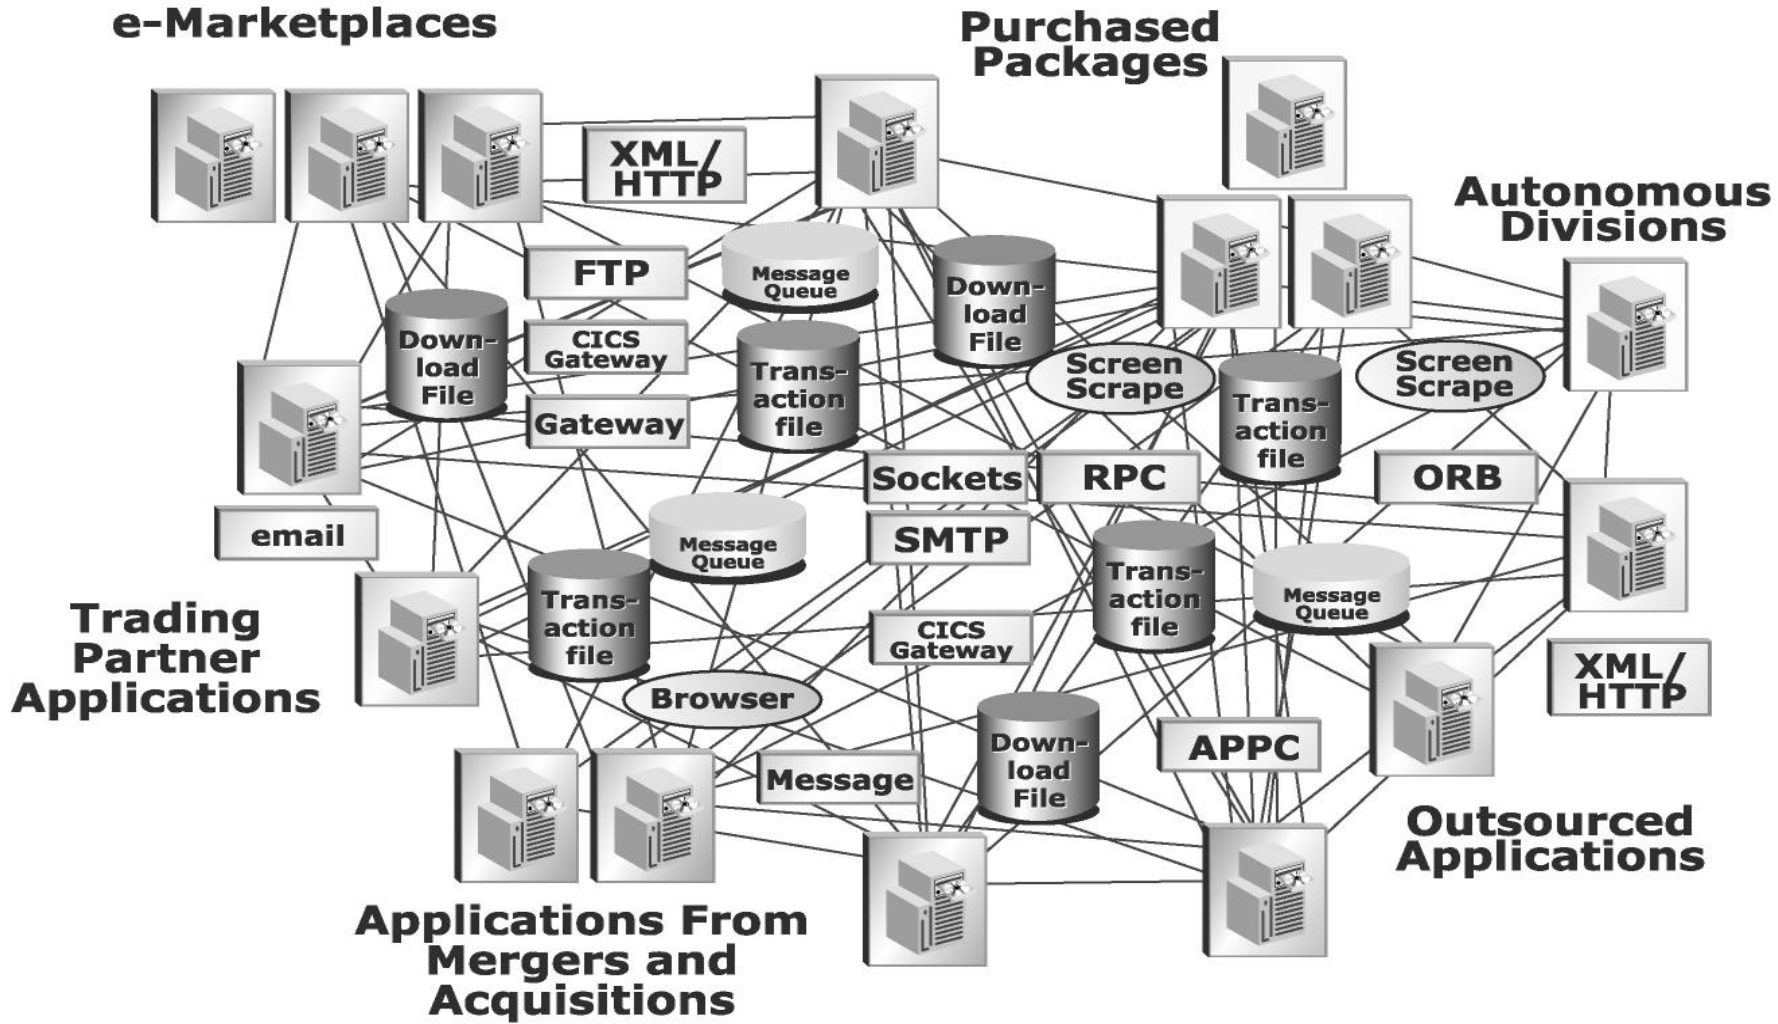 e-Marketplaces
Purchased
Packages
XML/
HTTP
Autonomous
Divisions
FTP
Message
Queue
Down-
load
File
CICS
Gateway
Down-
load
File
Trans-
action
file
Screen
Scrape
Screen
Scrape
Trans-
action
file
Gateway
Sockets
RPC
ORB
email
Message
Queue
SMTP
Trans-
action
file
Trans-
action
file
Message
Queue
Trading
Partner
Applications
CICS
Gateway
XML/
HTTP
Browser
Down-
load
File
APPC
Message
Outsourced
Applications
Applications From
Mergers and
Acquisitions